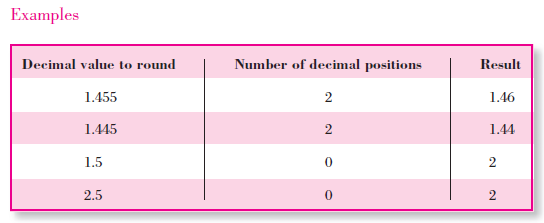 Examples
Decimal value to round Number of decimal positions Result
1.455 2 1.46
1.445 2 1.44
1.5 0 2
2.5 0 2